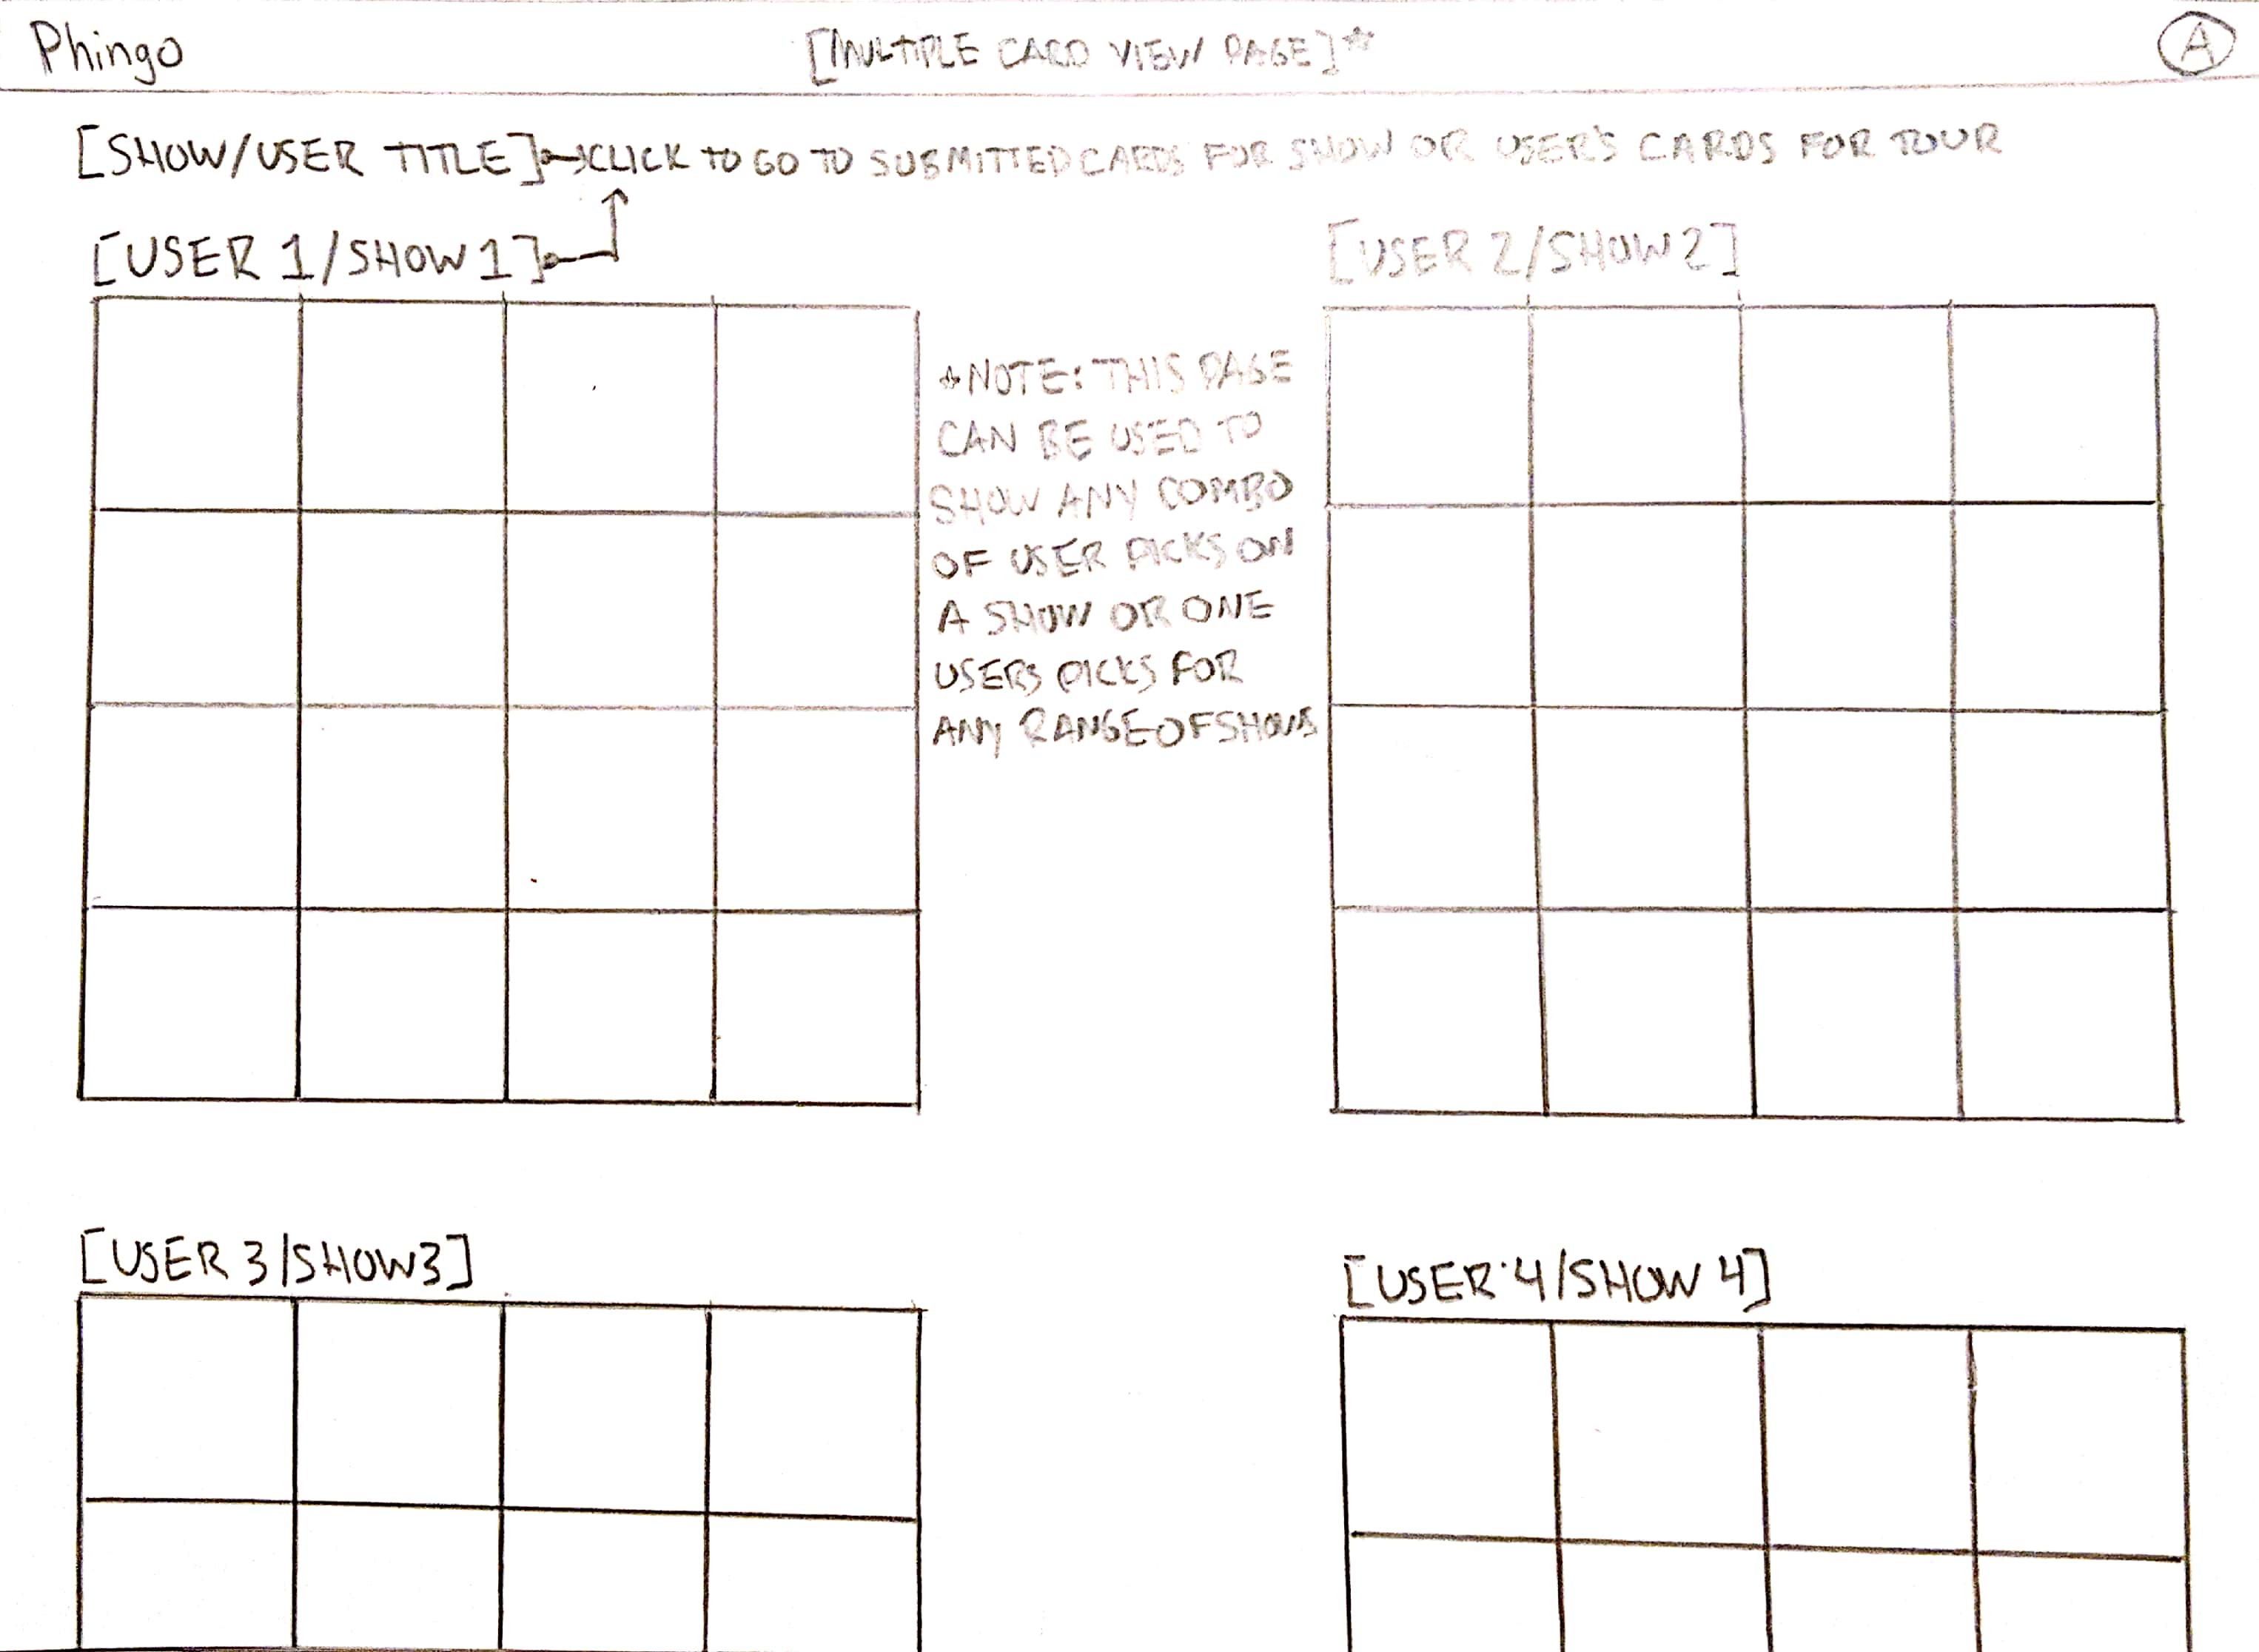 Phingo
[MULTIPLE CARD VIEW PAGE]*
A
[SHOW/USER TITLE] CLICK TO GO TO SUBMITTED CARDS FOR SHOW OR USER'S CARDS FOR TOUR
[USER 1/SHOW 1]
[USER 2/SHOW 2]
*NOTE: THIS PAGE
CAN BE USED TO
SHOW ANY COMBO
OF USER PICKS ON
A SHOW OR ONE
USERS PICKS FOR
ANY RANGE OF SHOWS
[USER 3/SHOW3]
[USER 4/SHOW 4]